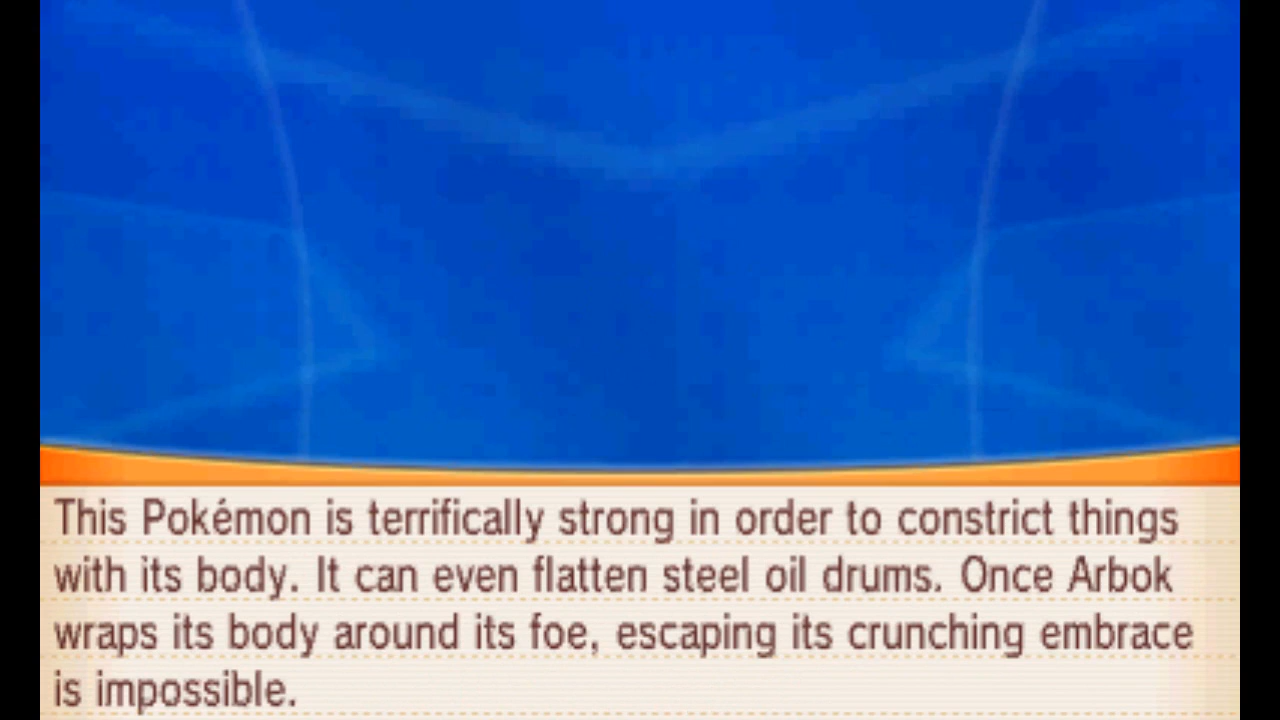 This Pokémon is terrifically strong in order to constrict things
with its body. It can even flatten steel oil drums. Once Arbok
wraps its body around its foe, escaping its crunching embrace
is impossible.